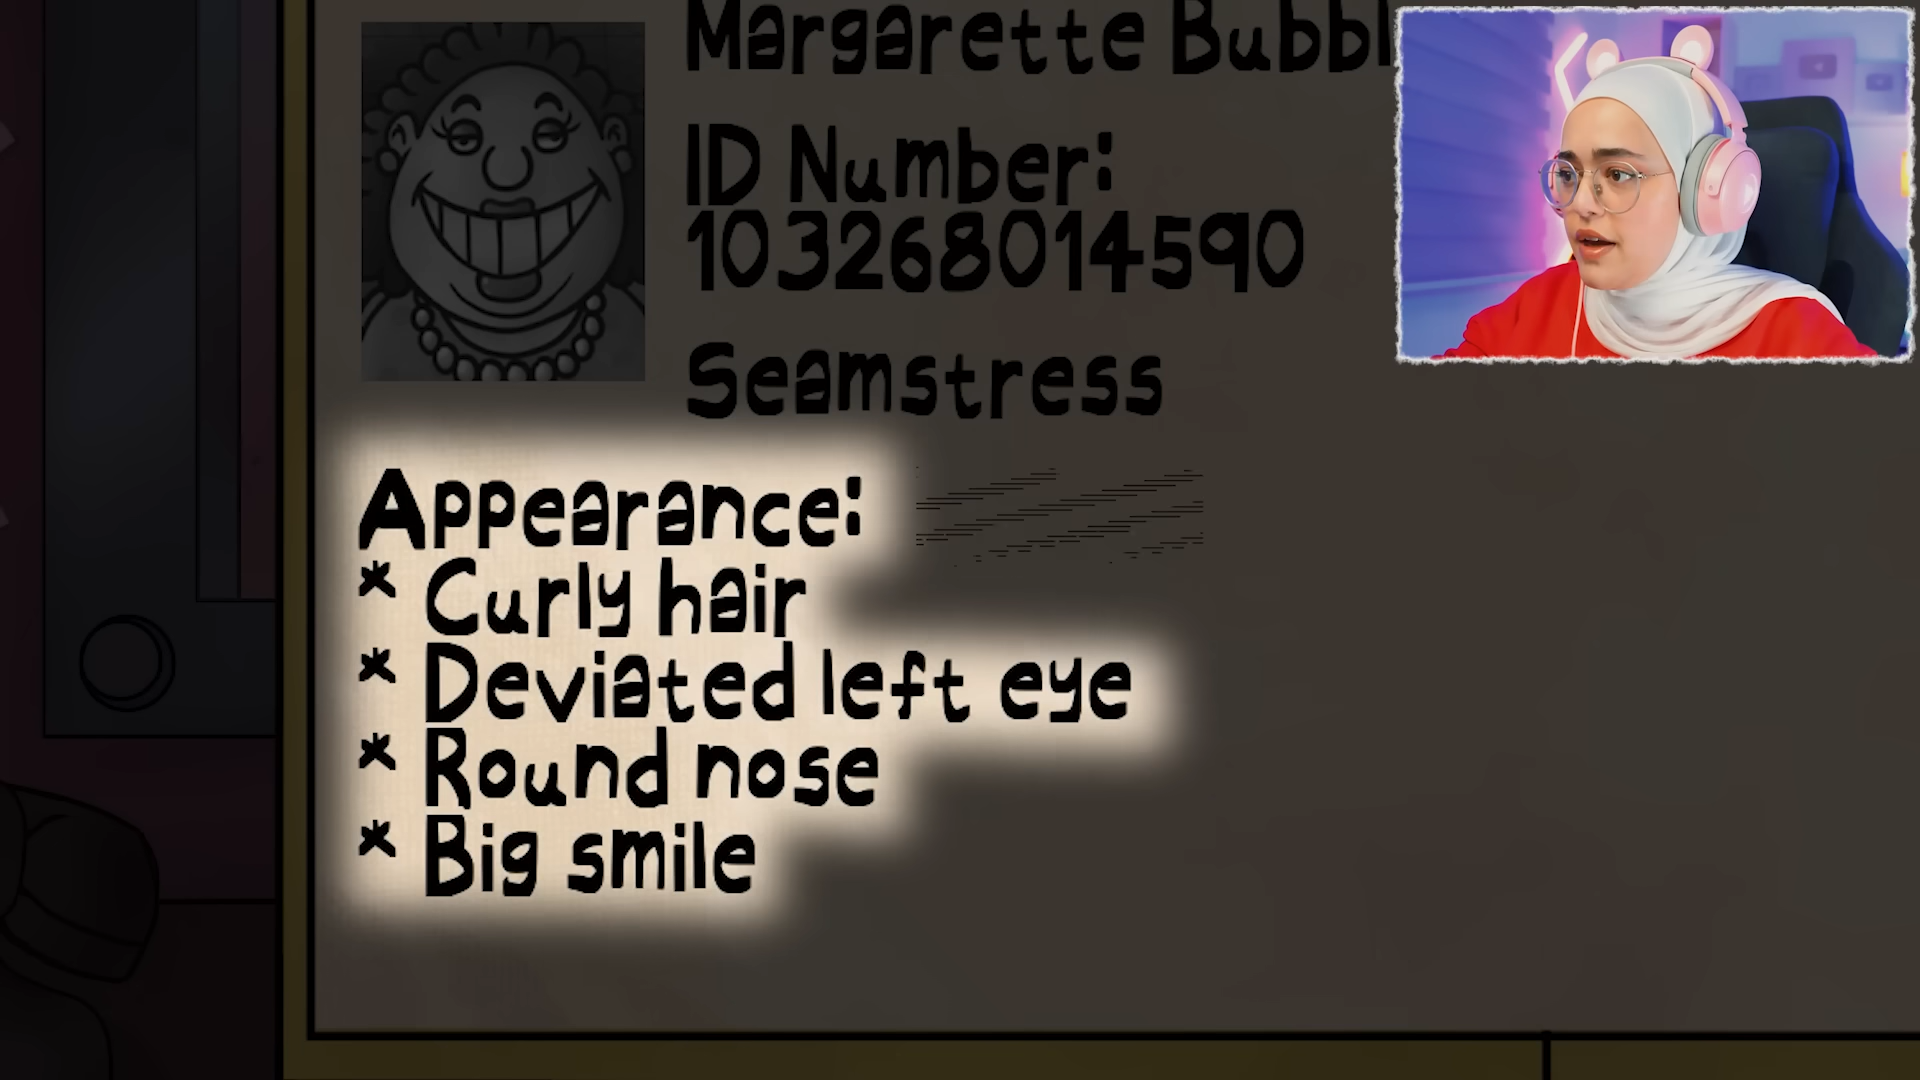 Margarette Bubbl
ID Number:
103268014590
Seamstress
Appearance:
* Curly hair
* Deviated left eye
* Round nose
* Big smile